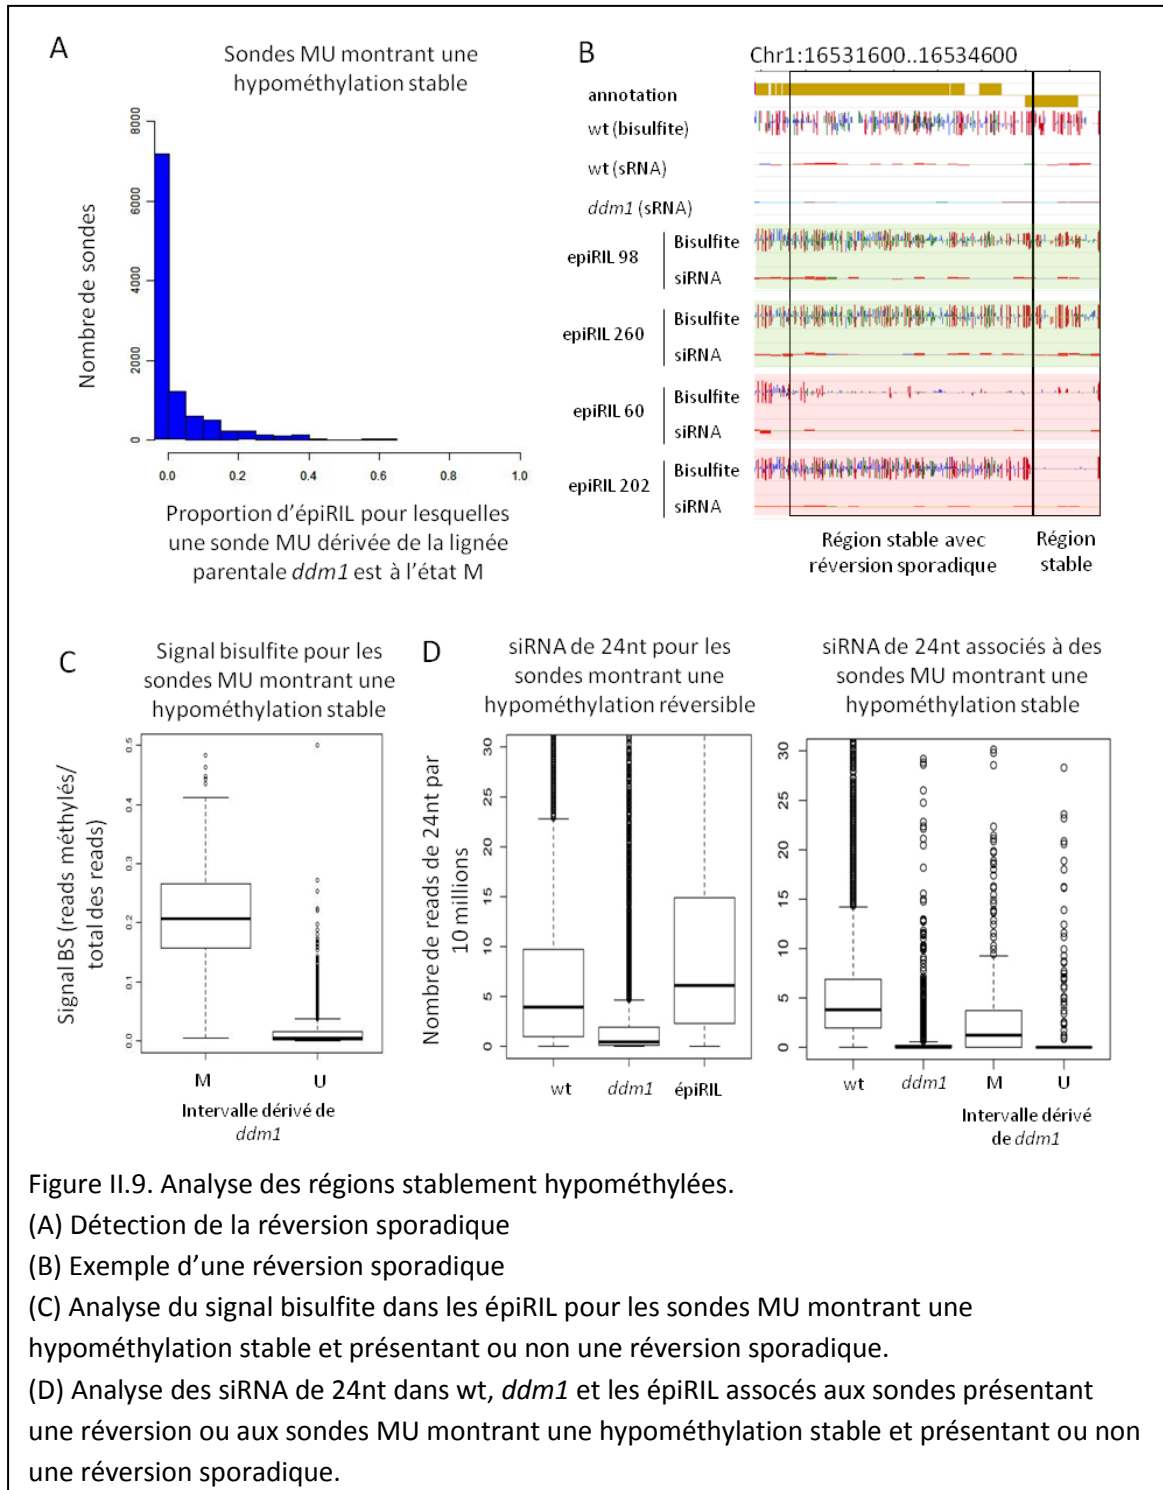 A
Sondes MU montrant une
hypométhylation stable
Nombre de sondes
8000
6000
4000
2000
0
0.0 0.2 0.4 0.6 0.8 1.0
Proportion d'épiRIL pour lesquelles
une sonde MU dérivée de la lignée
parentale ddm1 est à l'état M
B
Chr1:16531600..16534600
annotation
wt (bisulfite)
wt (sRNA)
ddm1 (sRNA)
epiRIL 98
Bisulfite
siRNA
epiRIL 260
Bisulfite
siRNA
epiRIL 60
Bisulfite
siRNA
epiRIL 202
Bisulfite
siRNA
Région stable avec
réversion sporadique
Région
stable
C
Signal bisulfite pour les
sondes MU montrant une
hypométhylation stable
Signal BS (reads méthylés/
total des reads)
0.5
0.4
0.3
0.2
0.1
0.0
M U
Intervalle dérivé de
ddm1
D
siRNA de 24nt pour les
sondes montrant une
hypométhylation réversible
Nombre de reads de 24nt par
10 millions
30
25
20
15
10
5
0
wt ddm1 épiRIL
siRNA de 24nt associés à des
sondes MU montrant une
hypométhylation stable
30
25
20
15
10
5
0
wt ddm1 M U
Intervalle dérivé
de ddm1
Figure II.9. Analyse des régions stablement hypométhylées.
(A) Détection de la réversion sporadique
(B) Exemple d'une réversion sporadique
(C) Analyse du signal bisulfite dans les épiRIL pour les sondes MU montrant une
hypométhylation stable et présentant ou non une réversion sporadique.
(D) Analyse des siRNA de 24nt dans wt, ddm1 et les épiRIL assocés aux sondes présentant
une réversion ou aux sondes MU montrant une hypométhylation stable et présentant ou non
une réversion sporadique.